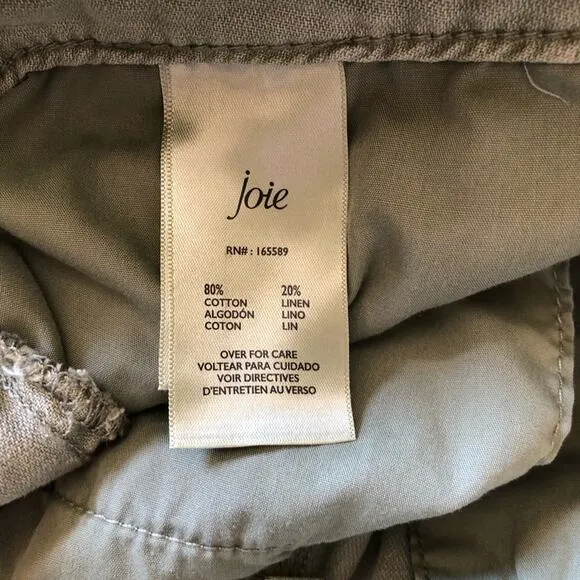 joie
RN# : 165589
80% 20%
COTTON LINEN
ALGODÓN LINO
COTON LIN
OVER FOR CARE
VOLTEAR PARA CUIDADO
VOIR DIRECTIVES
D'ENTRETIEN AU VERSO